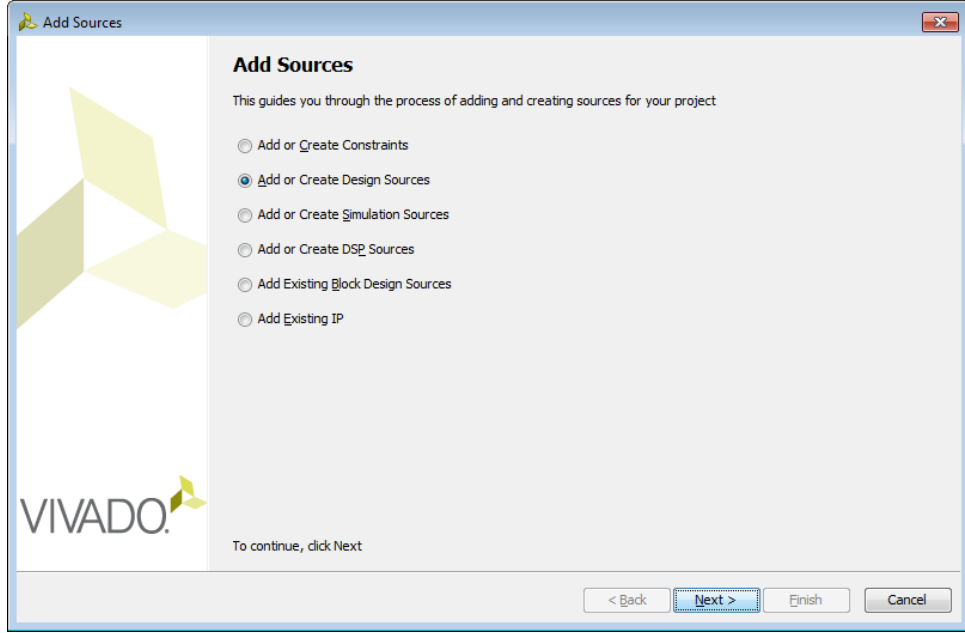 Add Sources
Add Sources
This guides you through the process of adding and creating sources for your project
Add or Create Constraints
Add or Create Design Sources
Add or Create Simulation Sources
Add or Create DSP Sources
Add Existing Block Design Sources
Add Existing IP
VIVADO.
To continue, click Next
< Back
Next >
Finish
Cancel